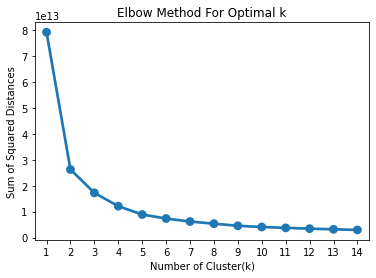 Elbow Method For Optimal k
1e13
8
7
6
5
4
3
2
1
0
Sum of Squared Distances
1 2 3 4 5 6 7 8 9 10 11 12 13 14
Number of Cluster(k)